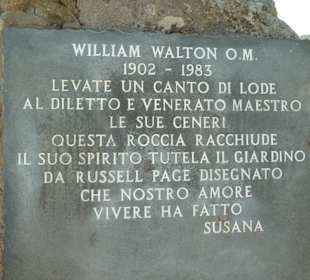 WILLIAM WALTON O.M.
1902 - 1983
LEVATE UN CANTO DI LODE
AL DILETTO E VENERATO MAESTRO
LE SUE CENERI
QUESTA ROCCIA RACCHIUDE
IL SUO SPIRITO TUTELA IL GIARDINO
DA RUSSELL PAGE DISEGNATO
CHE NOSTRO AMORE
VIVERE HA FATTO
SUSANA